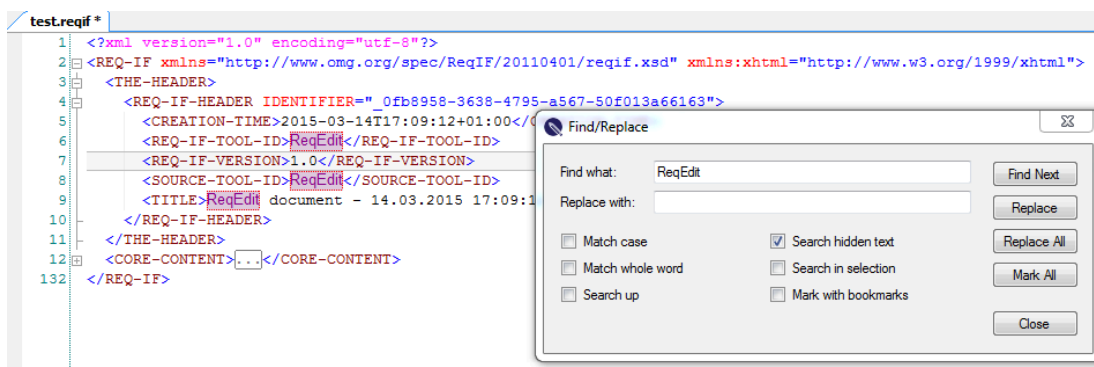 test.reqif *
1 <?xml version="1.0" encoding="utf-8"?>
2 <REQ-IF xmlns="http://www.omg.org/spec/ReqIF/20110401/reqif.xsd" xmlns:xhtml="http://www.w3.org/1999/xhtml">
3 <THE-HEADER>
4 <REQ-IF-HEADER IDENTIFIER="_0fb8958-3638-4795-a567-50f013a66163">
5 <CREATION-TIME>2015-03-14T17:09:12+01:00</
6 <REQ-IF-TOOL-ID>ReqEdit</REQ-IF-TOOL-ID>
7 <REQ-IF-VERSION>1.0</REQ-IF-VERSION>
8 <SOURCE-TOOL-ID>ReqEdit</SOURCE-TOOL-ID>
9 <TITLE>ReqEdit document - 14.03.2015 17:09:1
10 </REQ-IF-HEADER>
11 </THE-HEADER>
12 <CORE-CONTENT>...</CORE-CONTENT>
132 </REQ-IF>
Find/Replace
Find what: ReqEdit Find Next
Replace with: Replace
Match case Search hidden text Replace All
Match whole word Search in selection Mark All
Search up Mark with bookmarks
Close